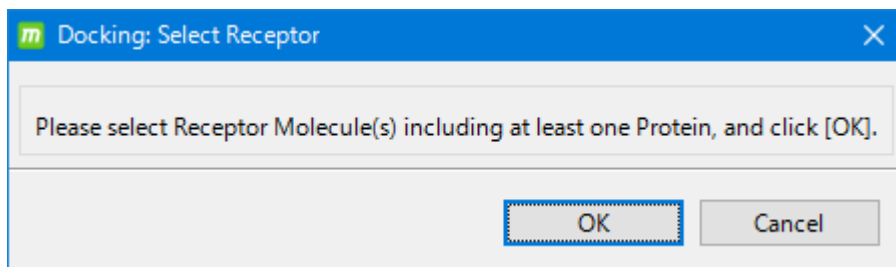 m Docking: Select Receptor
Please select Receptor Molecule(s) including at least one Protein, and click [OK].
OK Cancel